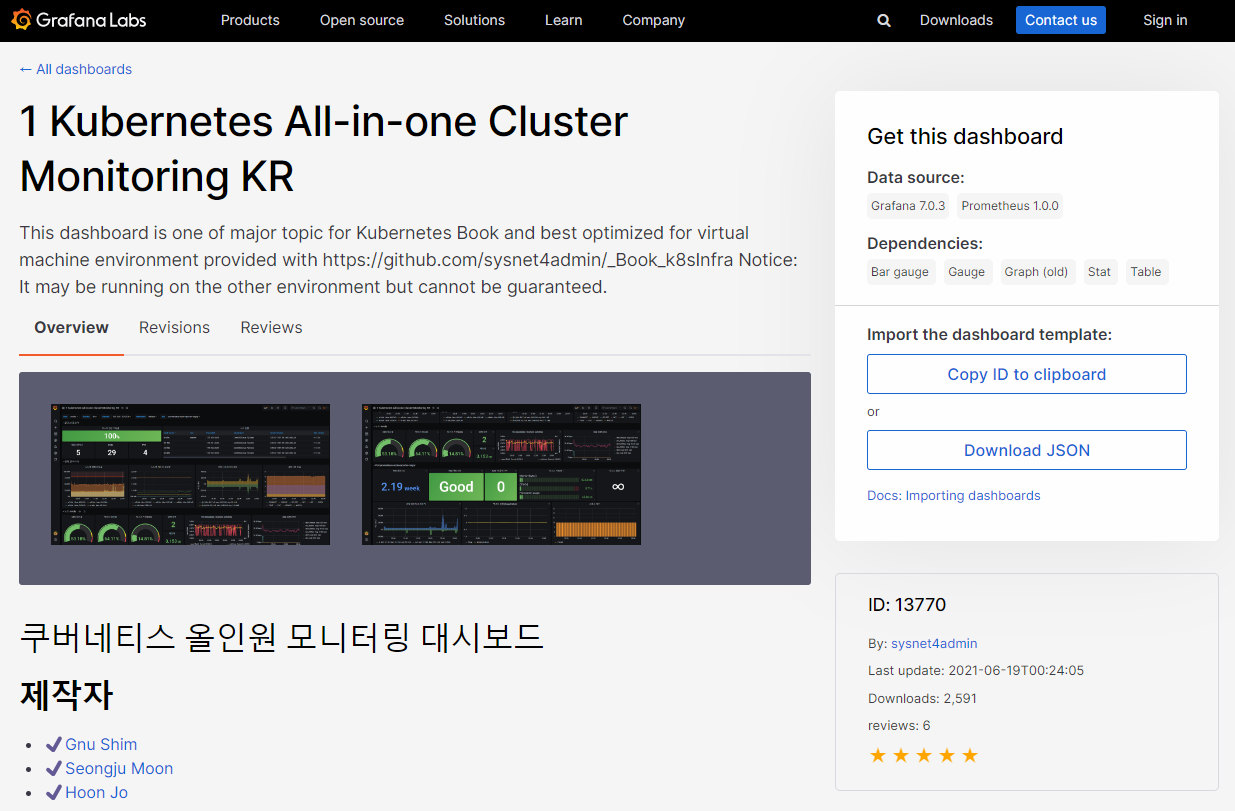 Grafana Labs Products Open source Solutions Learn Company Downloads Contact us Sign in
← All dashboards
1 Kubernetes All-in-one Cluster
Monitoring KR
This dashboard is one of major topic for Kubernetes Book and best optimized for virtual
machine environment provided with https://github.com/sysnet4admin/_Book_k8sInfra Notice:
It may be running on the other environment but cannot be guaranteed.
Overview Revisions Reviews
100%
5 29 4
2
2.19 week Good 0 ∞
쿠버네티스 올인원 모니터링 대시보드
제작자
Gnu Shim
Seongju Moon
Hoon Jo
Get this dashboard
Data source:
Grafana 7.0.3 Prometheus 1.0.0
Dependencies:
Bar gauge Gauge Graph (old) Stat Table
Import the dashboard template:
Copy ID to clipboard
or
Download JSON
Docs: Importing dashboards
ID: 13770
By: sysnet4admin
Last update: 2021-06-19T00:24:05
Downloads: 2,591
reviews: 6